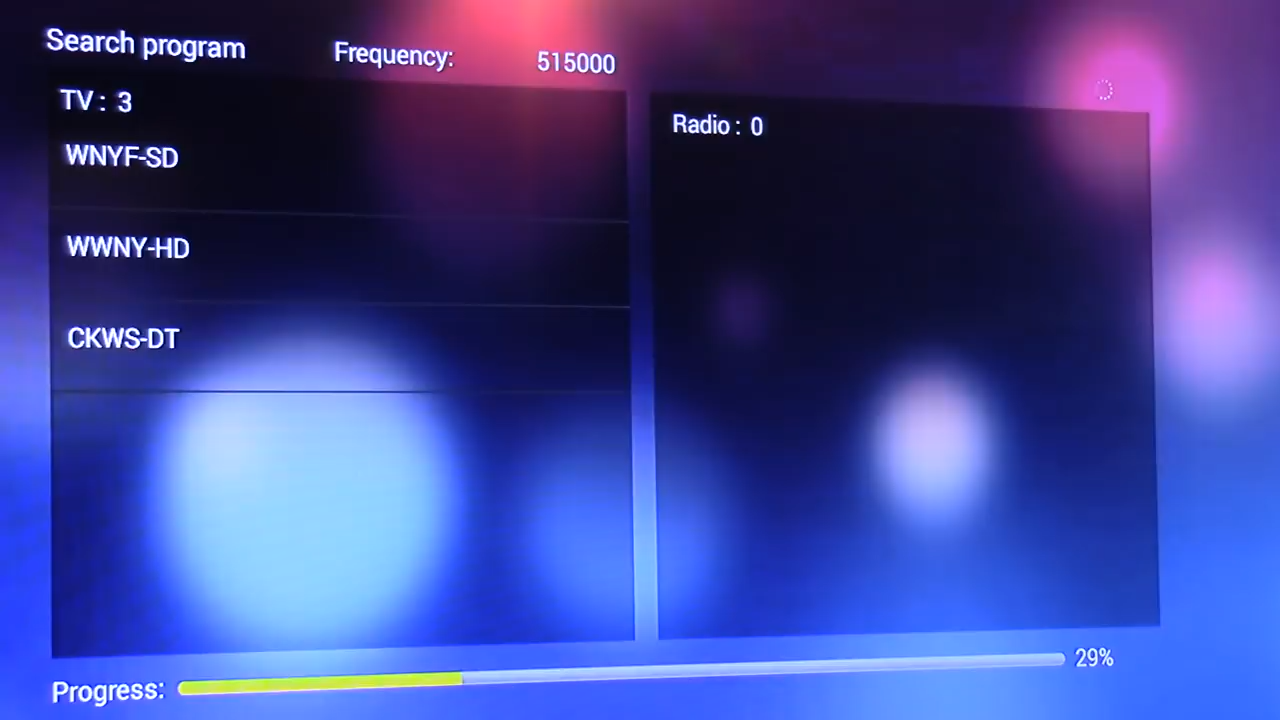 Search program
Frequency: 515000
TV : 3
WNYF-SD
WWNY-HD
CKWS-DT
Radio : 0
Progress: 29%